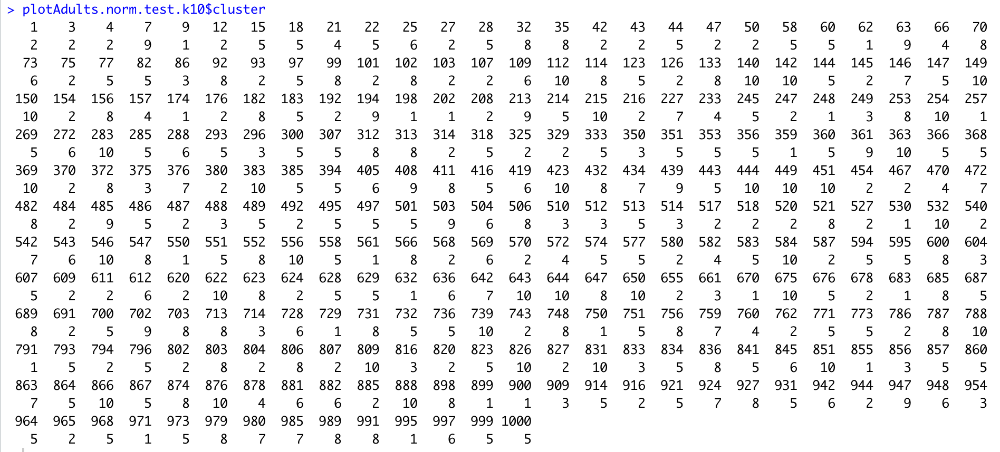 > plotAdults.norm.test.k10$cluster
1 3 4 7 9 12 15 18 21 22 25 27 28 32 35 42 43 44 47 50 58 60 62 63 66 70
2 2 2 9 1 2 5 5 4 5 6 2 5 8 8 2 2 5 2 2 5 5 1 9 4 8
73 75 77 82 86 92 93 97 99 101 102 103 107 109 112 114 123 126 133 140 142 144 145 146 147 149
6 2 5 5 3 8 2 5 8 2 8 2 2 6 10 8 5 2 8 10 10 5 2 7 5 10
150 154 156 157 174 176 182 183 192 194 198 202 208 213 214 215 216 227 233 245 247 248 249 253 254 257
10 2 8 4 1 2 8 5 2 9 1 1 2 9 5 10 2 7 4 5 2 1 3 8 10 1
269 272 283 285 288 293 296 300 307 312 313 314 318 325 329 333 350 351 353 356 359 360 361 363 366 368
5 6 10 5 6 5 3 5 5 8 8 2 5 2 2 5 3 5 5 5 1 5 9 10 5 5
369 370 372 375 376 380 383 385 394 405 408 411 416 419 423 432 434 439 443 444 449 451 454 467 470 472
10 2 8 3 7 2 10 5 5 6 9 8 5 6 10 8 7 9 5 10 10 10 2 2 4 7
482 484 485 486 487 488 489 492 495 497 501 503 504 506 510 512 513 514 517 518 520 521 527 530 532 540
8 2 9 5 2 3 5 2 5 5 5 9 6 8 3 3 5 3 2 2 2 8 2 1 10 2
542 543 546 547 550 551 552 556 558 561 566 568 569 570 572 574 577 580 582 583 584 587 594 595 600 604
7 6 10 8 1 5 8 10 5 1 8 2 6 2 4 5 5 2 4 5 10 2 5 5 8 3
607 609 611 612 620 622 623 624 628 629 632 636 642 643 644 647 650 655 661 670 675 676 678 683 685 687
5 2 2 6 2 10 8 2 5 5 1 6 7 10 10 8 10 2 3 1 10 5 2 1 8 5
689 691 700 702 703 713 714 728 729 731 732 736 739 743 748 750 751 756 759 760 762 771 773 786 787 788
8 2 5 9 8 8 3 6 1 8 5 5 10 2 8 1 5 8 7 4 2 5 5 2 8 10
791 793 794 796 802 803 804 806 807 809 816 820 823 826 827 831 833 834 836 841 845 851 855 856 857 860
1 5 2 5 2 8 2 8 2 10 3 2 5 10 2 10 3 5 8 5 6 10 1 3 5 5
863 864 866 867 874 876 878 881 882 885 888 898 899 900 909 914 916 921 924 927 931 942 944 947 948 954
7 5 10 5 8 10 4 6 6 2 10 8 1 1 3 5 2 5 7 8 5 6 2 9 6 3
964 965 968 971 973 979 980 985 989 991 995 997 999 1000
5 2 5 1 5 8 7 7 8 8 1 6 5 5